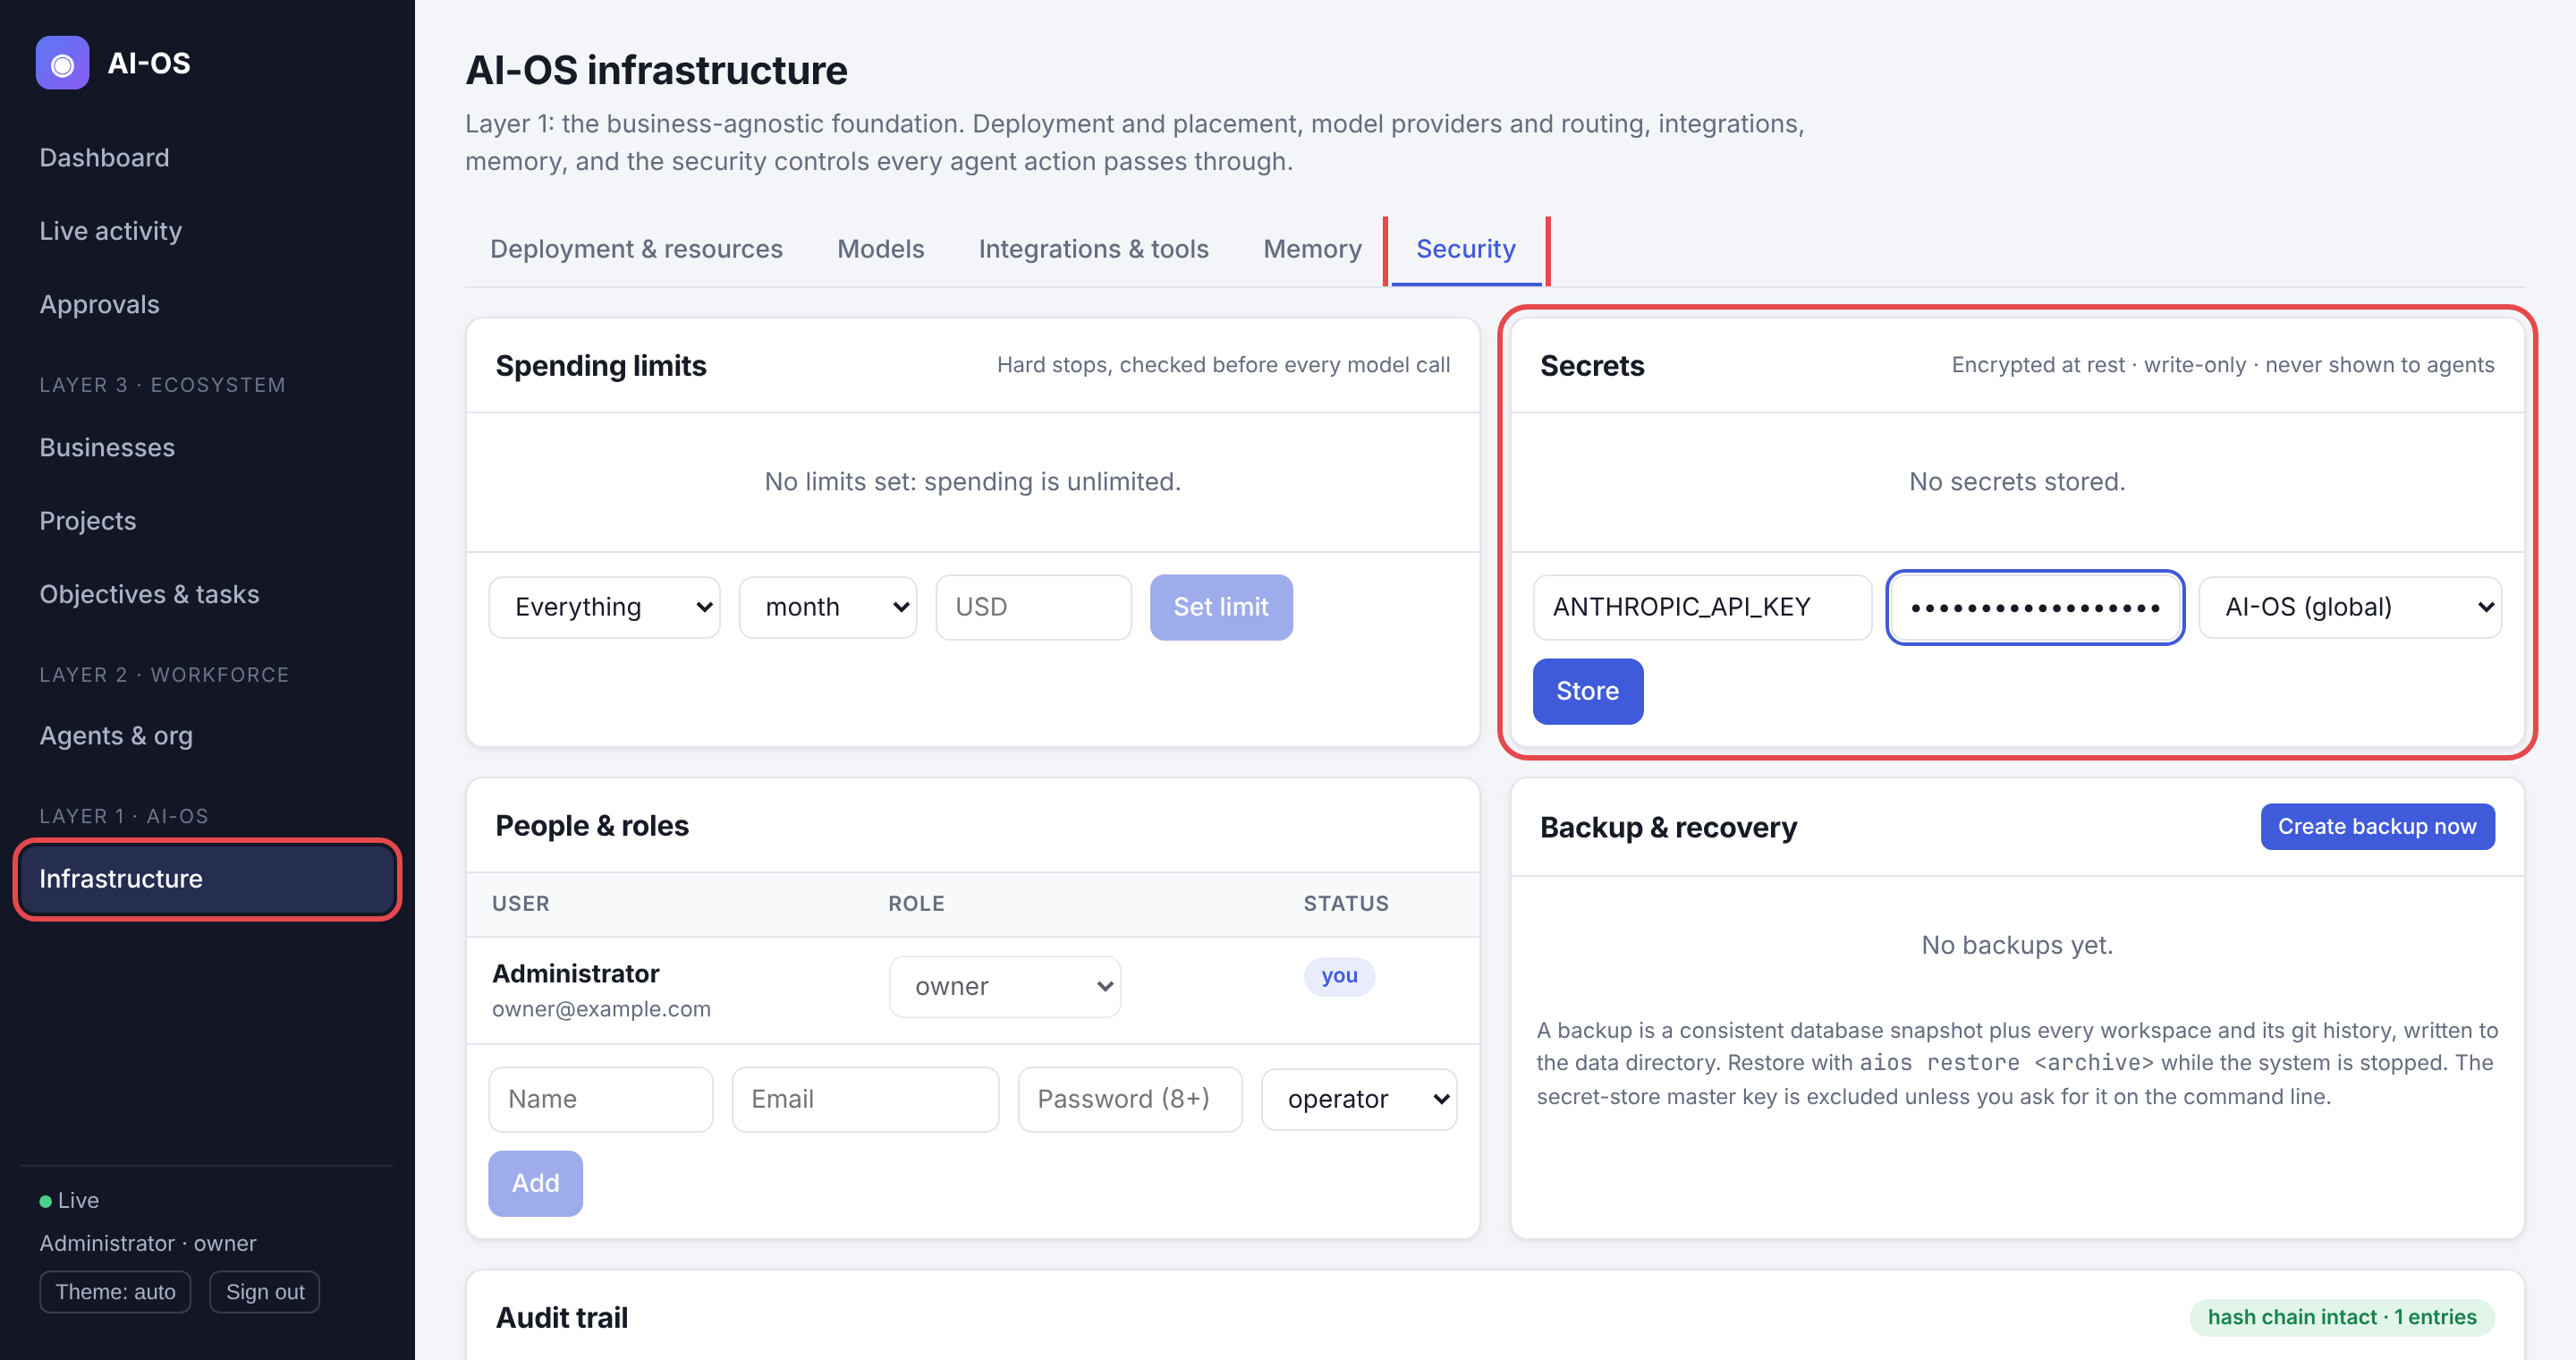 AI-OS
Dashboard
Live activity
Approvals
LAYER 3 · ECOSYSTEM
Businesses
Projects
Objectives & tasks
LAYER 2 · WORKFORCE
Agents & org
LAYER 1 · AI-OS
Infrastructure
Live
Administrator · owner
Theme: auto
Sign out
AI-OS infrastructure
Layer 1: the business-agnostic foundation. Deployment and placement, model providers and routing, integrations,
memory, and the security controls every agent action passes through.
Deployment & resources
Models
Integrations & tools
Memory
Security
Spending limits
Hard stops, checked before every model call
No limits set: spending is unlimited.
Everything
month
USD
Set limit
Secrets
Encrypted at rest · write-only · never shown to agents
No secrets stored.
ANTHROPIC_API_KEY
••••••••••••••••••
AI-OS (global)
Store
People & roles
USER
ROLE
STATUS
Administrator
owner@example.com
owner
you
Name
Email
Password (8+)
operator
Add
Backup & recovery
Create backup now
No backups yet.
A backup is a consistent database snapshot plus every workspace and its git history, written to
the data directory. Restore with aios restore <archive> while the system is stopped. The
secret-store master key is excluded unless you ask for it on the command line.
Audit trail
hash chain intact · 1 entries